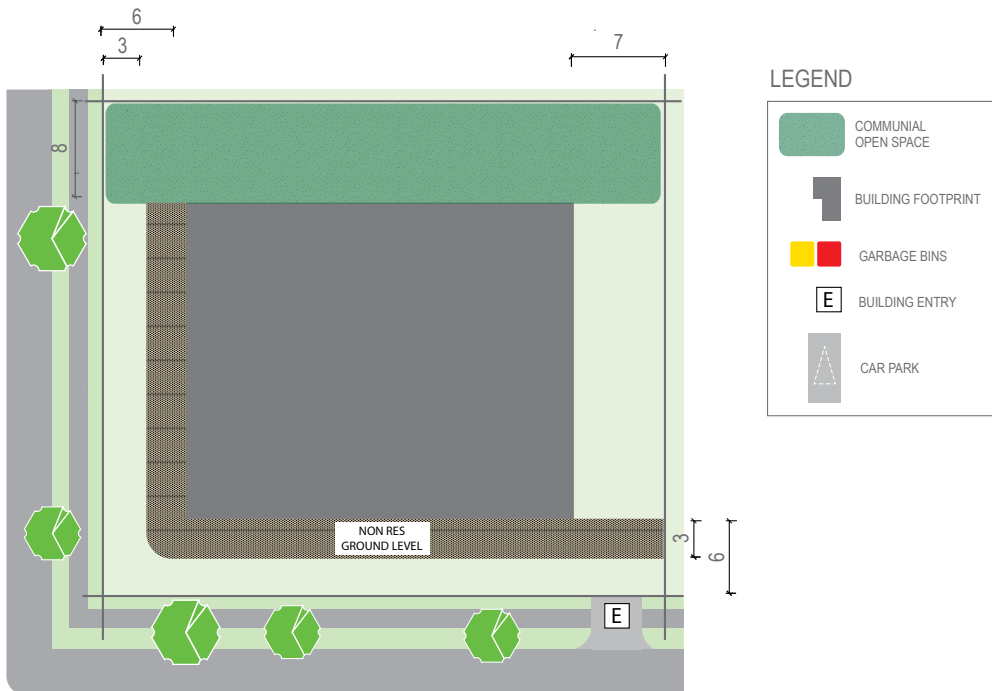 6
3
7
8
NON RES
GROUND LEVEL
3
6
E
LEGEND
COMMUNIAL
OPEN SPACE
BUILDING FOOTPRINT
GARBAGE BINS
E
BUILDING ENTRY
CAR PARK